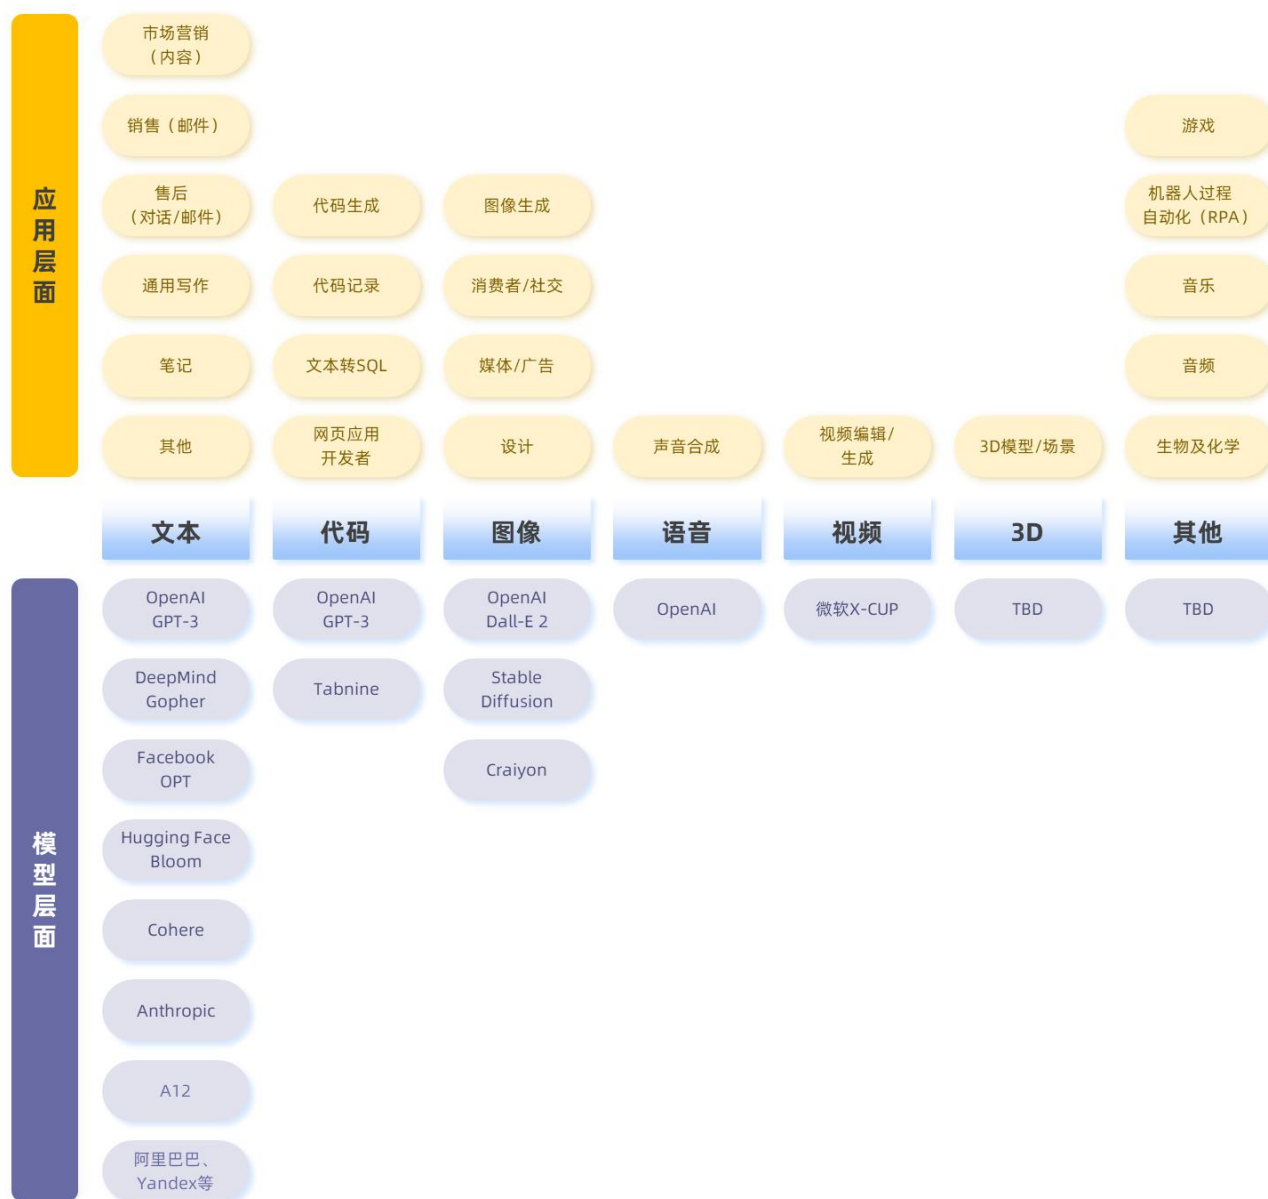 应用层面
市场营销
（内容）
销售（邮件）
游戏
售后
（对话/邮件）
代码生成
图像生成
机器人过程
自动化（RPA）
通用写作
代码记录
消费者/社交
音乐
笔记
文本转SQL
媒体/广告
音频
其他
网页应用
开发者
设计
声音合成
视频编辑/
生成
3D模型/场景
生物及化学
文本
代码
图像
语音
视频
3D
其他
模型层面
OpenAI
GPT-3
OpenAI
GPT-3
OpenAI
Dall-E 2
OpenAI
微软X-CUP
TBD
TBD
DeepMind
Gopher
Tabnine
Stable
Diffusion
Facebook
OPT
Craiyon
Hugging Face
Bloom
Cohere
Anthropic
A12
阿里巴巴、
Yandex等